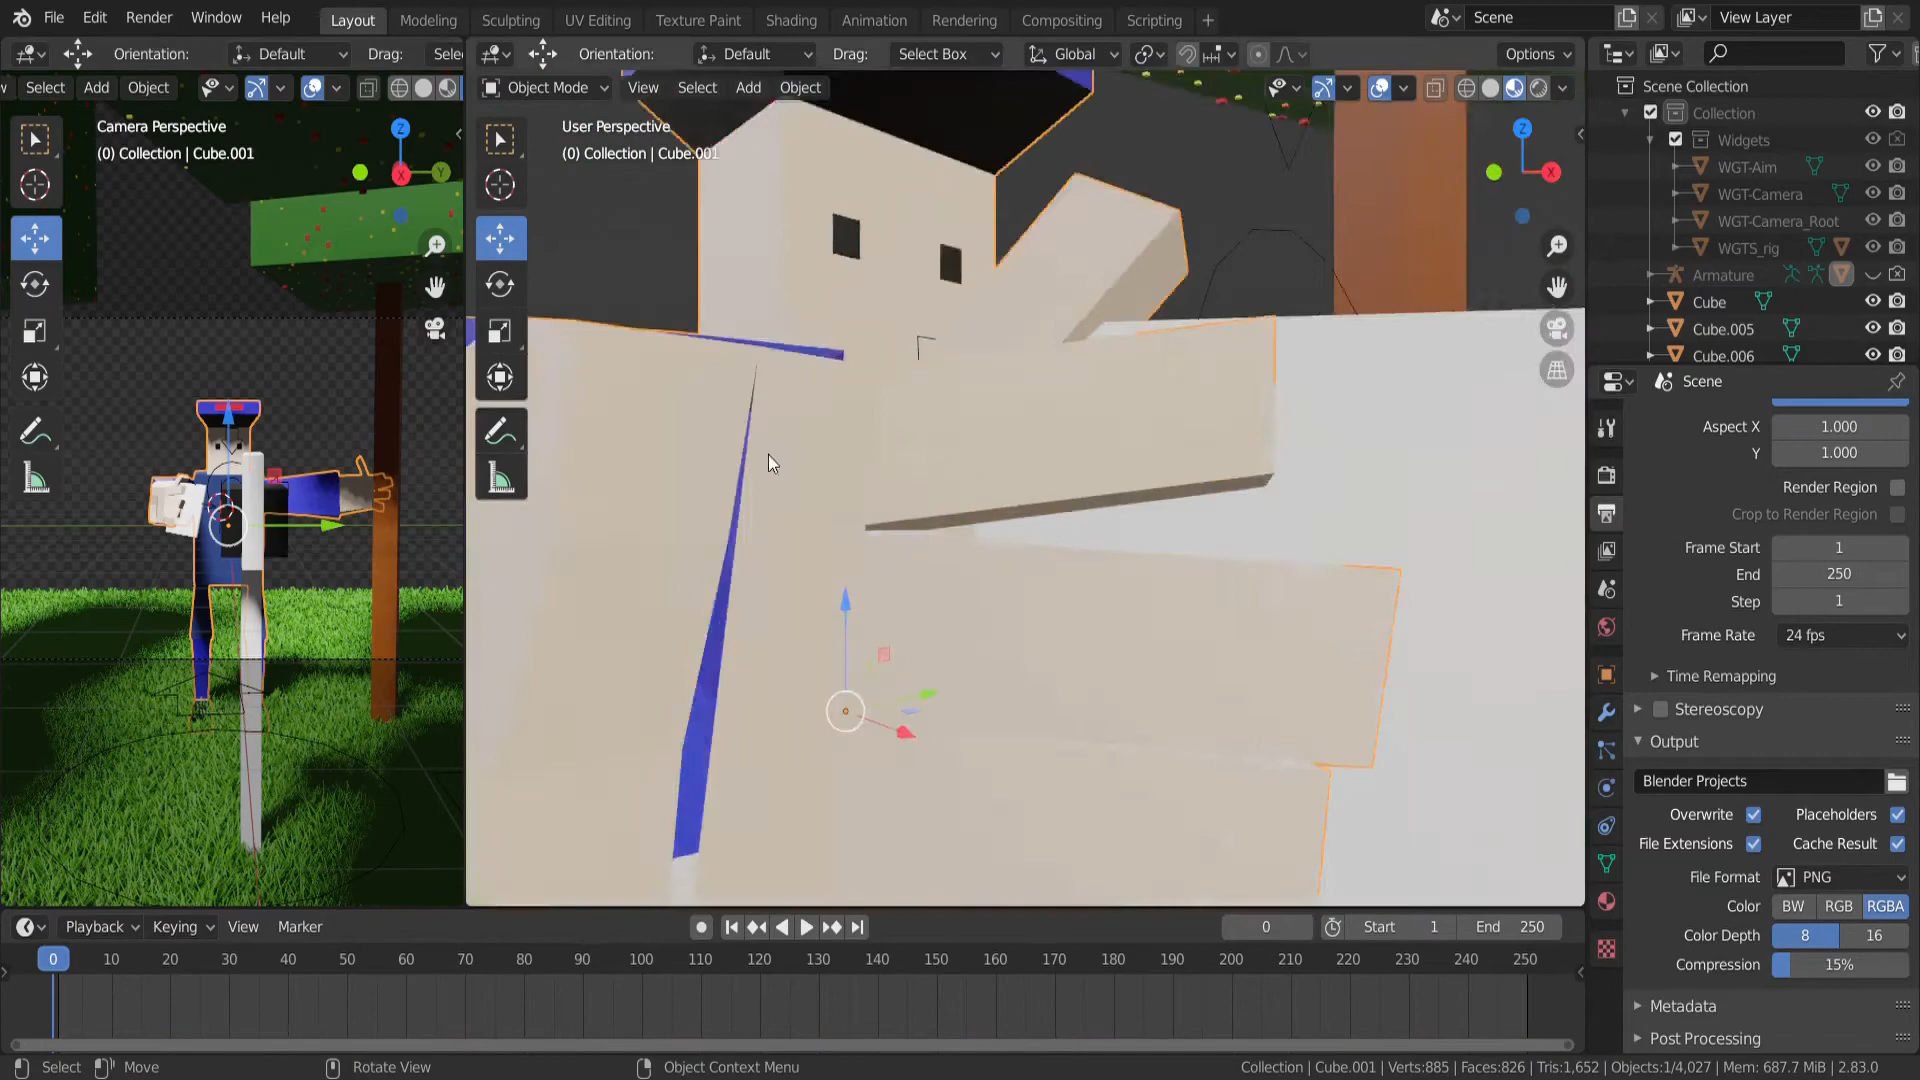 File Edit Render Window Help Layout Modeling Sculpting UV Editing Texture Paint Shading Animation Rendering Compositing Scripting + Scene View Layer
Orientation: Default Drag: Selec Orientation: Default Drag: Select Box Global Options
Select Add Object Object Mode View Select Add Object
Camera Perspective
(0) Collection | Cube.001
User Perspective
(0) Collection | Cube.001
Z
Y
X
Z
X
Scene Collection
Collection
Widgets
WGT-Aim
WGT-Camera
WGT-Camera_Root
WGTS_rig
Armature
Cube
Cube.005
Cube.006
Scene
Aspect X 1.000
Y 1.000
Render Region
Crop to Render Region
Frame Start 1
End 250
Step 1
Frame Rate 24 fps
Time Remapping
Stereoscopy
Output
Blender Projects
Overwrite Placeholders
File Extensions Cache Result
File Format PNG
Color BW RGB RGBA
Color Depth 8 16
Compression 15%
Metadata
Post Processing
Playback Keying View Marker 0 Start 1 End 250
0 10 20 30 40 50 60 70 80 90 100 110 120 130 140 150 160 170 180 190 200 210 220 230 240 250
Select Move Rotate View Object Context Menu Collection | Cube.001 | Verts:885 | Faces:826 | Tris:1,652 | Objects:1/4,027 | Mem: 687.7 MiB | 2.83.0